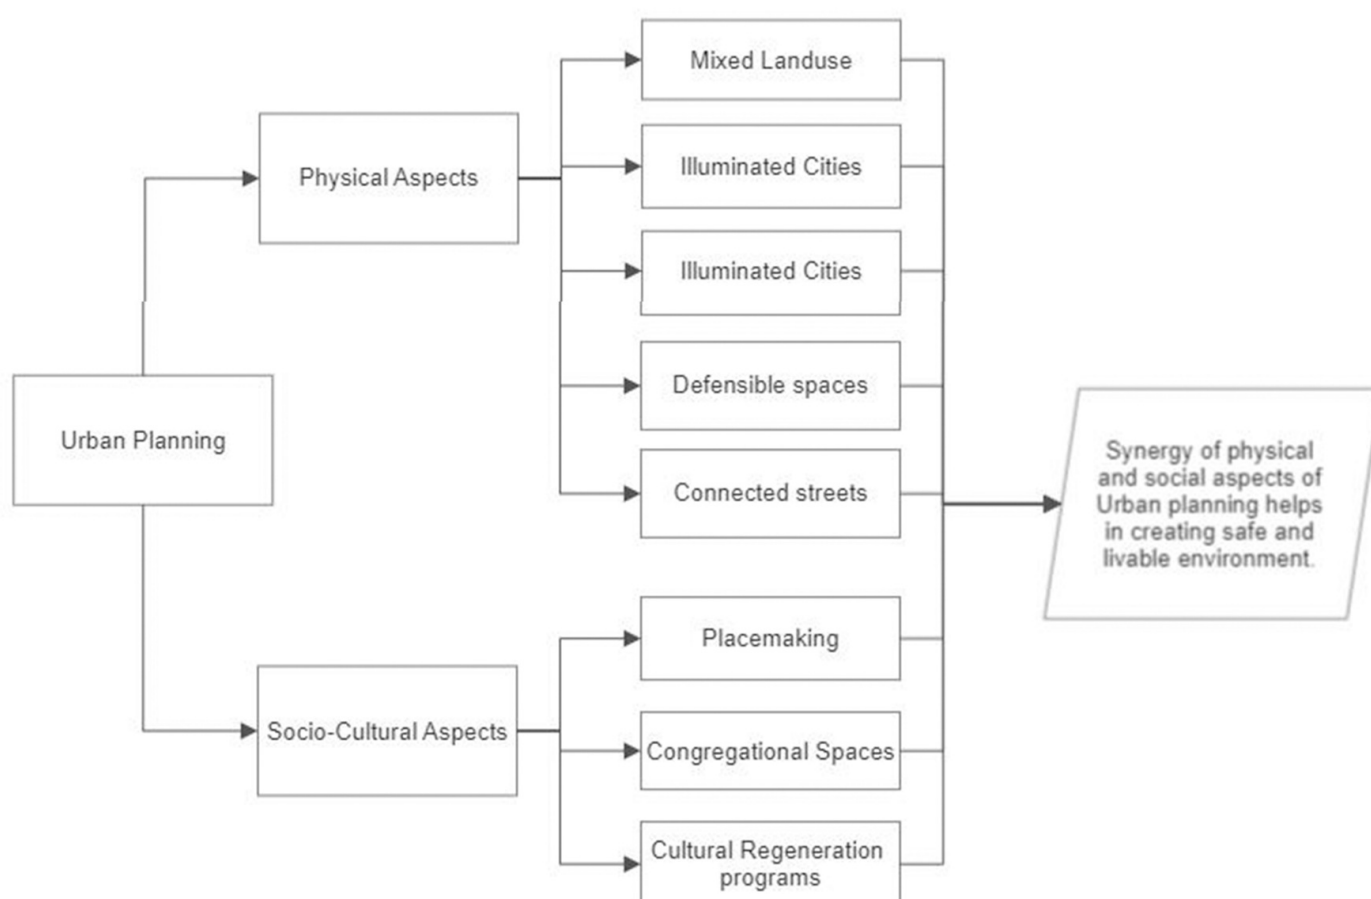 Mixed Landuse
Physical Aspects
Illuminated Cities
Illuminated Cities
Defensible spaces
Urban Planning
Connected streets
Synergy of physical
and social aspects of
Urban planning helps
in creating safe and
livable environment.
Placemaking
Socio-Cultural Aspects
Congregational Spaces
Cultural Regeneration
programs